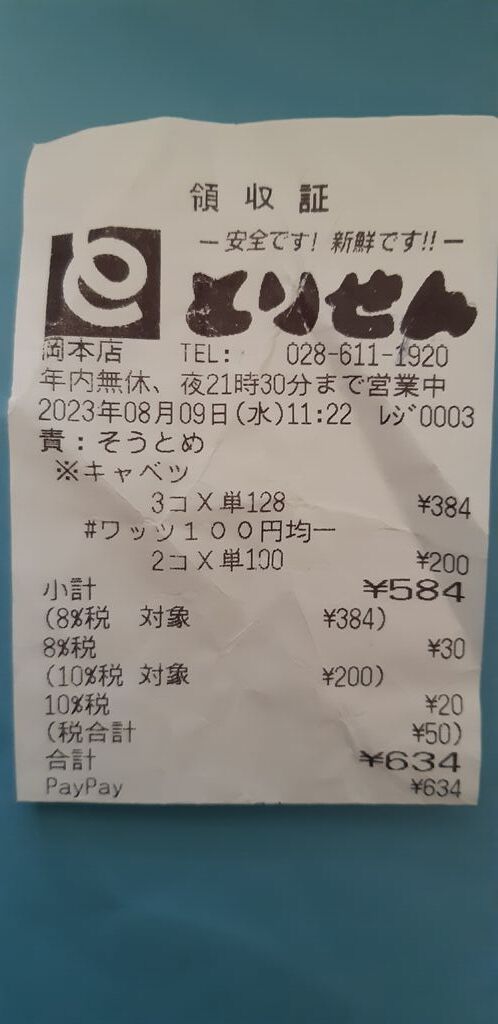 領収証
― 安全です! 新鮮です!! ―
とりせん
岡本店 TEL: 028-611-1920
年内無休、夜21時30分まで営業中
2023年08月09日(水)11:22 レジ0003
責:そうとめ
※キャベツ
3コX単128 ¥384
#ワッツ100円均一
2コX単100 ¥200
小計 ¥584
(8%税 対象 ¥384)
8%税 ¥30
(10%税 対象 ¥200)
10%税 ¥20
(税合計 ¥50)
合計 ¥634
PayPay ¥634